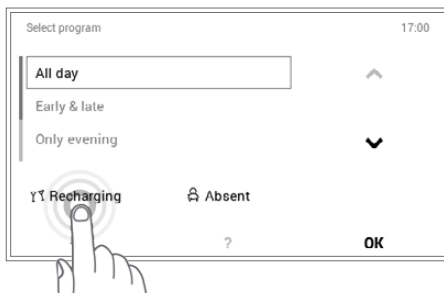 Select program 17:00
All day
Early & late
Only evening
Recharging Absent
? OK